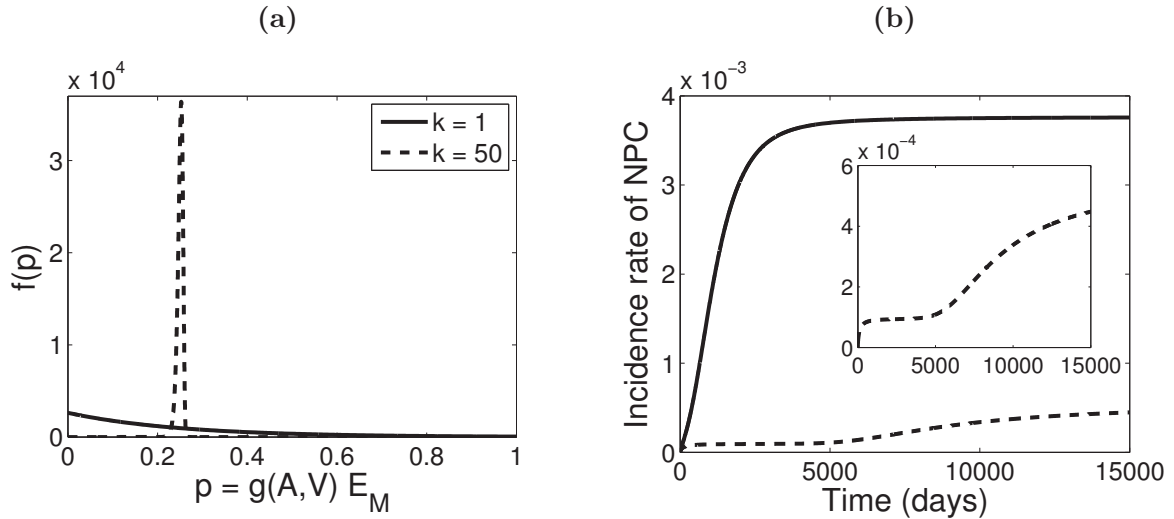 (a)
x 10^4
3
2
1
0
f(p)
k = 1
k = 50
0 0.2 0.4 0.6 0.8 1
p = g(A,V) E_M
(b)
x 10^−3
4
3
2
1
0
Incidence rate of NPC
x 10^−4
6
4
2
0
0 5000 10000 15000
0 5000 10000 15000
Time (days)